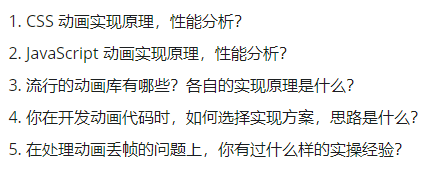 1. CSS 动画实现原理，性能分析？
2. JavaScript 动画实现原理，性能分析？
3. 流行的动画库有哪些？各自的实现原理是什么？
4. 你在开发动画代码时，如何选择实现方案，思路是什么？
5. 在处理动画丢帧的问题上，你有过什么样的实操经验？